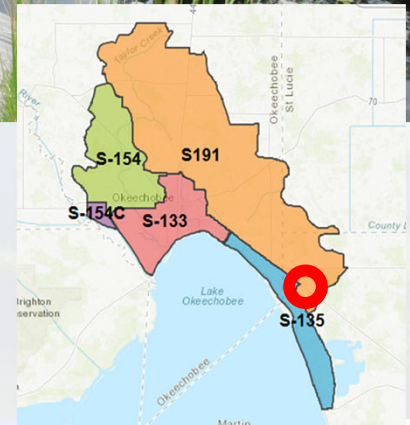 Taylor Creek
Okeechobee
St Lucie
70
River
S-154
S191
Okeechobee
S-154C
S-133
County L
Lake
Okeechobee
righton
servation
S-135
Okeechobee
Martin